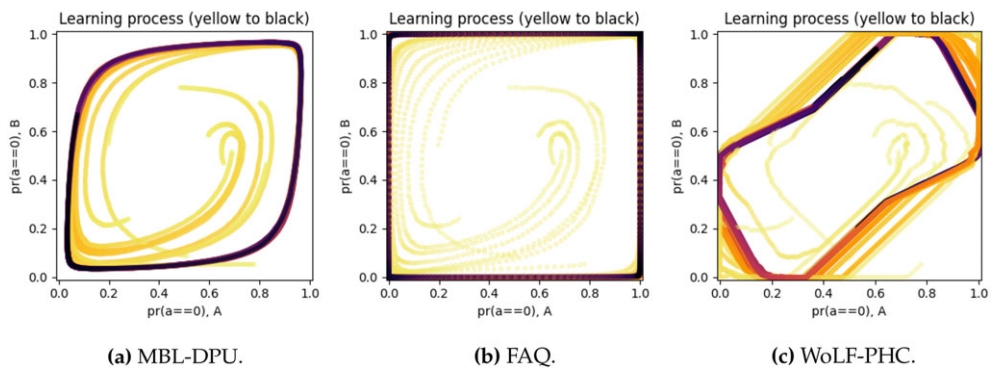 Learning process (yellow to black)
1.0
0.8
0.6
0.4
0.2
0.0
pr(a==0), B
0.0 0.2 0.4 0.6 0.8 1.0
pr(a==0), A
(a) MBL-DPU.
Learning process (yellow to black)
1.0
0.8
0.6
0.4
0.2
0.0
pr(a==0), B
0.0 0.2 0.4 0.6 0.8 1.0
pr(a==0), A
(b) FAQ.
Learning process (yellow to black)
1.0
0.8
0.6
0.4
0.2
0.0
pr(a==0), B
0.0 0.2 0.4 0.6 0.8 1.0
pr(a==0), A
(c) WoLF-PHC.